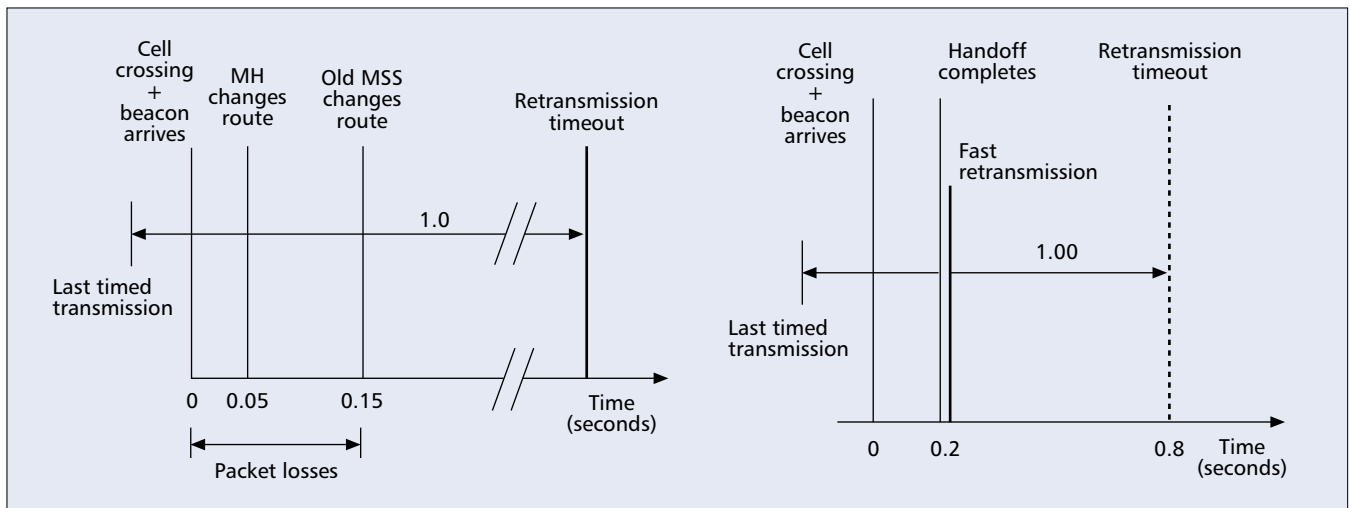 Cell
crossing
+
beacon
arrives
MH
changes
route
Old MSS
changes
route
Retransmission
timeout
1.0
Last timed
transmission
0
0.05
0.15
Time
(seconds)
Packet losses
Cell
crossing
+
beacon
arrives
Handoff
completes
Retransmission
timeout
Fast
retransmission
1.00
Last timed
transmission
0
0.2
0.8
Time
(seconds)